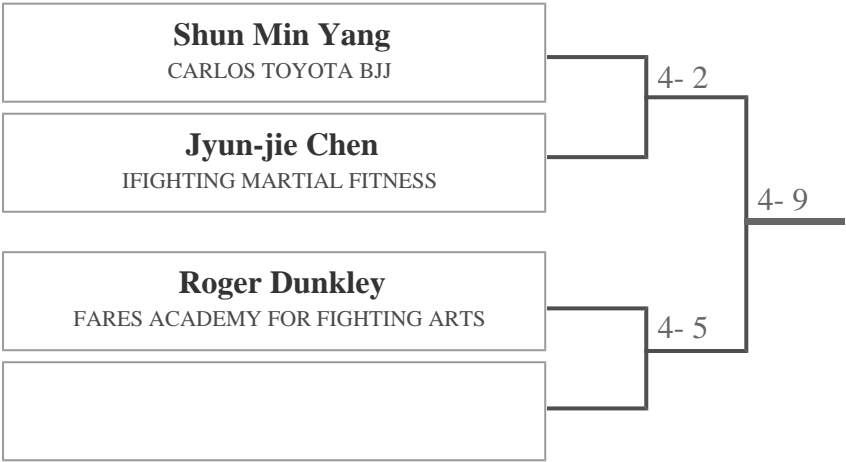 Shun Min Yang
CARLOS TOYOTA BJJ
4- 2
Jyun-jie Chen
IFIGHTING MARTIAL FITNESS
4- 9
Roger Dunkley
FARES ACADEMY FOR FIGHTING ARTS
4- 5